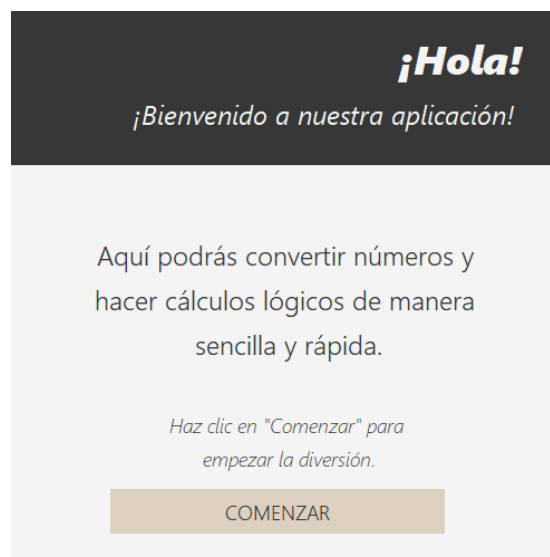 ¡Hola!
¡Bienvenido a nuestra aplicación!
Aquí podrás convertir números y
hacer cálculos lógicos de manera
sencilla y rápida.
Haz clic en "Comenzar" para
empezar la diversión.
COMENZAR